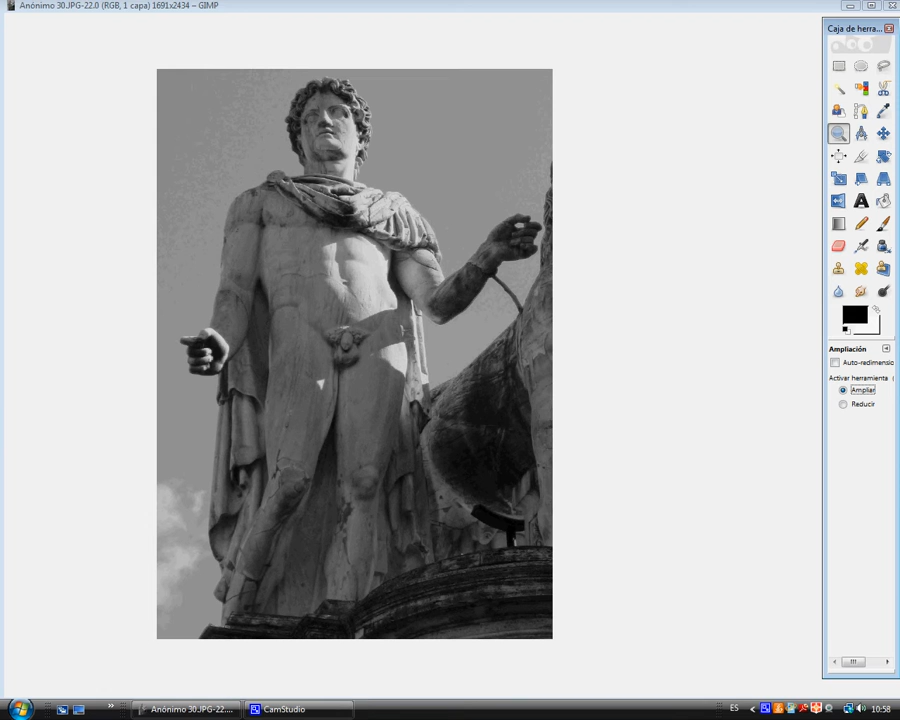 Anónimo 30.JPG-22.0 (RGB, 1 capa) 1691x2434 – GIMP
Caja de herra...
Ampliación
Auto-redimensio
Activar herramienta (
Ampliar
Reducir
Anónimo 30.JPG-22....
CamStudio
ES
10:58